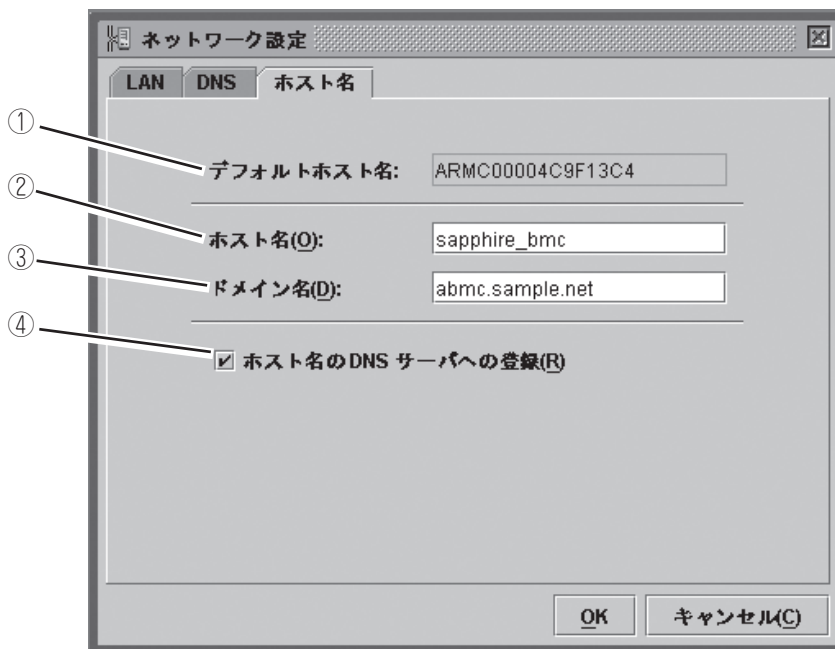 ネットワーク設定
LAN DNS ホスト名
① デフォルトホスト名: ARMC00004C9F13C4
② ホスト名(O): sapphire_bmc
③ ドメイン名(D): abmc.sample.net
④ ホスト名のDNS サーバへの登録(R)
OK キャンセル(C)